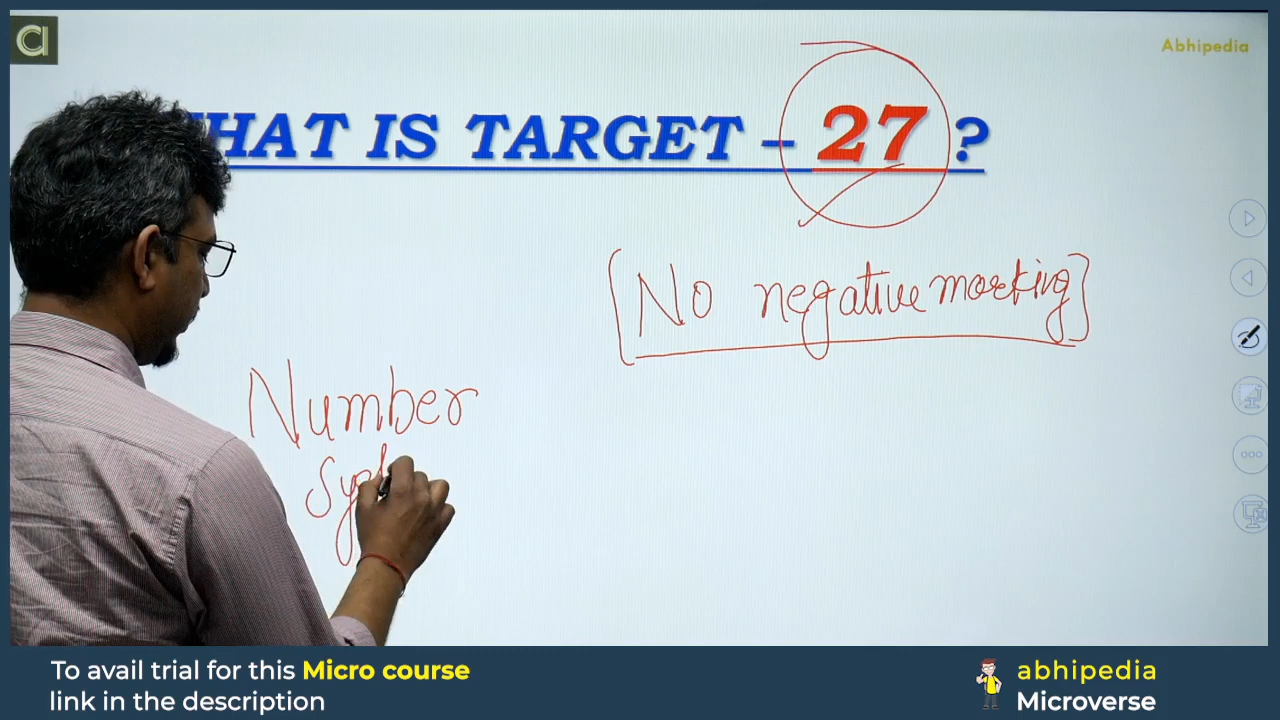 a
Abhipedia
HAT IS TARGET – 27 ?
[No negative marking]
Number
To avail trial for this Micro course
link in the description
abhipedia
Microverse